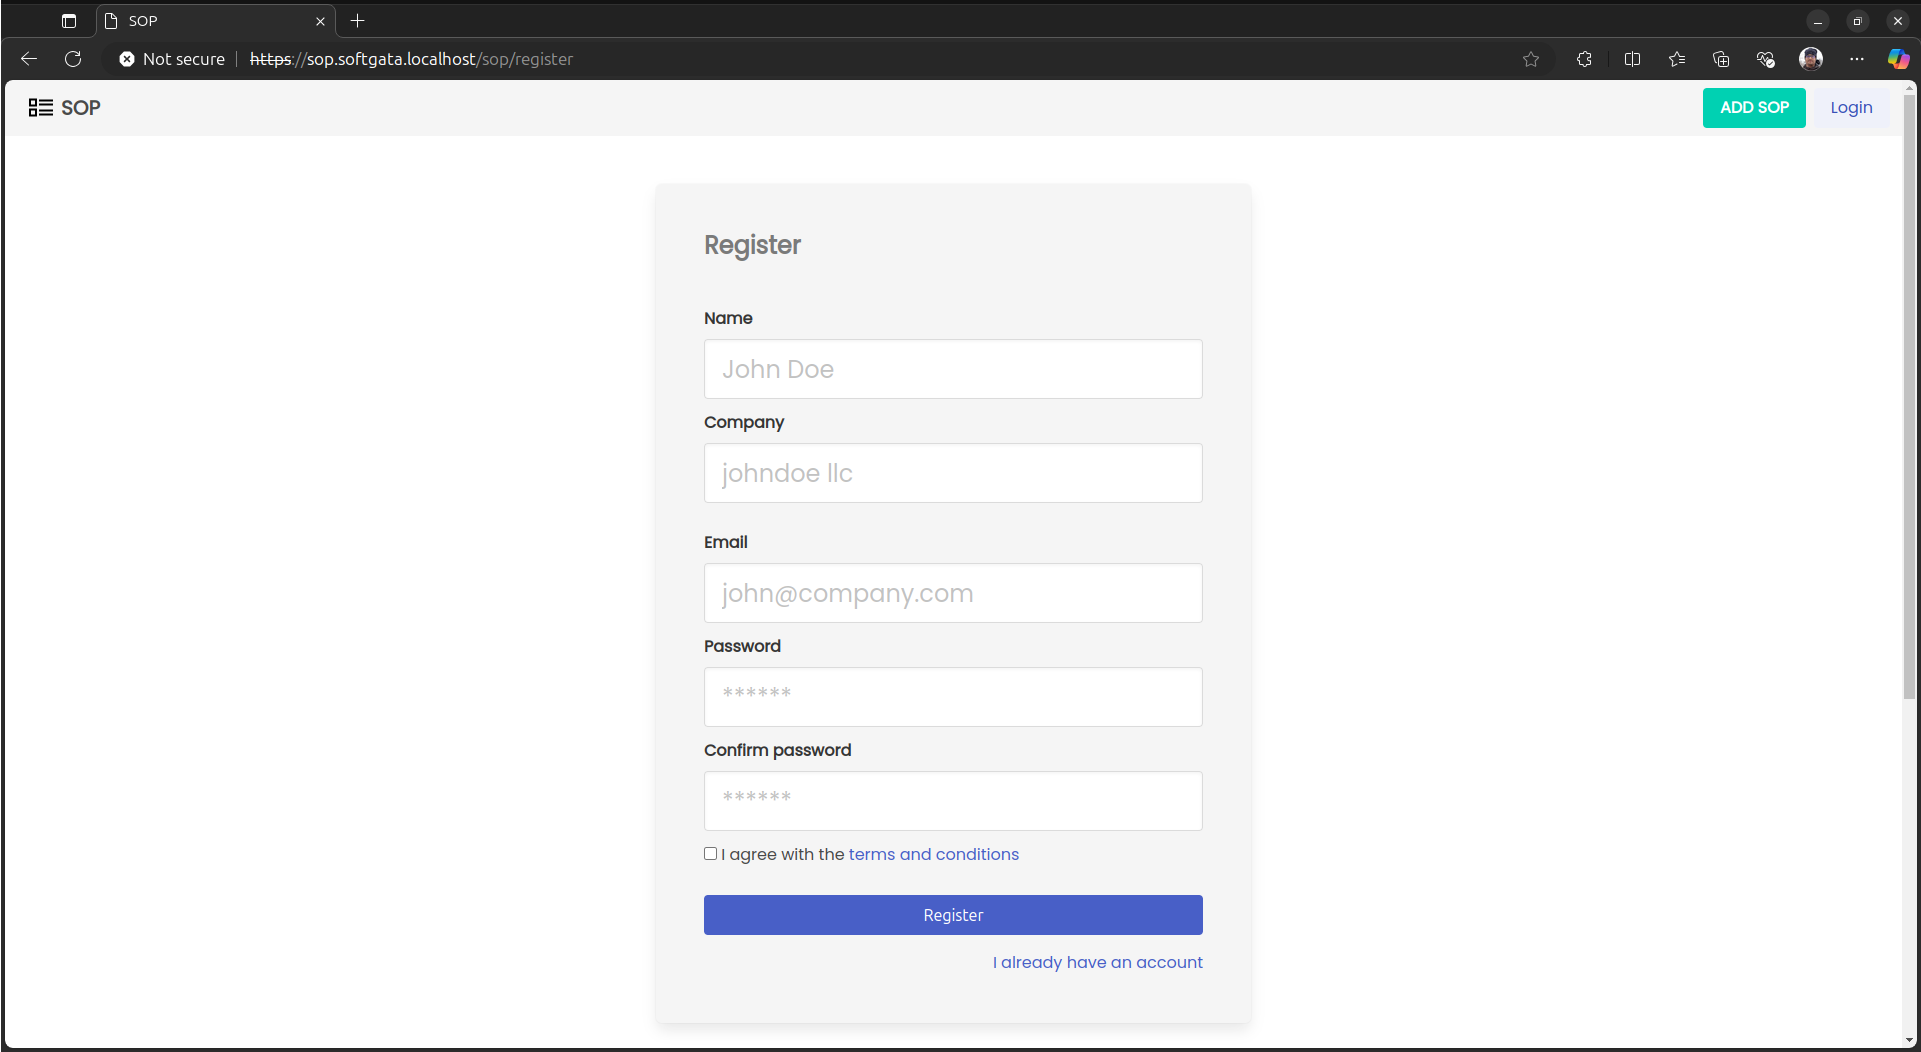 SOP
Not secure
https://sop.softgata.localhost/sop/register
SOP
ADD SOP
Login
Register
Name
John Doe
Company
johndoe llc
Email
john@company.com
Password
******
Confirm password
******
I agree with the terms and conditions
Register
I already have an account